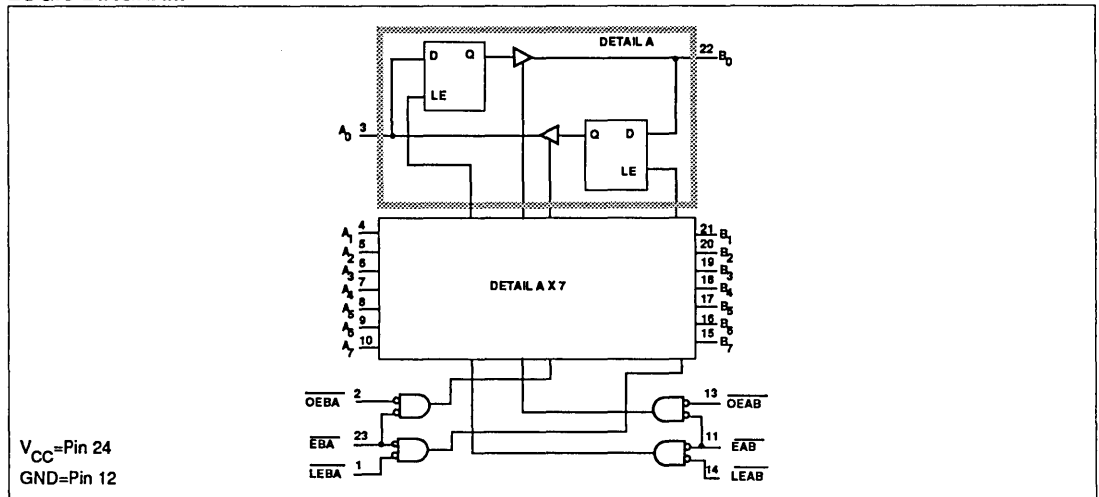 DETAIL A
D Q
LE
22 B0
A0 3
Q D
LE
A1 4
A2 5
A3 6
A4 7
A5 8
A6 9
A7 10
DETAIL A X 7
21 B1
20 B2
19 B3
18 B4
17 B5
16 B6
15 B7
OEBA 2
EBA 23
LEBA 1
13 OEAB
11 EAB
14 LEAB
VCC=Pin 24
GND=Pin 12